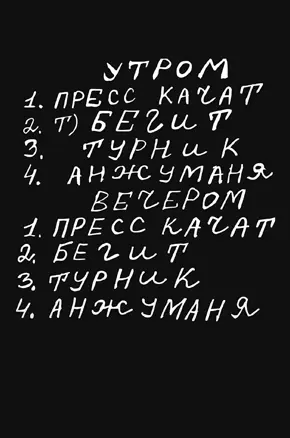 УТРОМ
1. ПРЕСС КАЧАТ
2. Т) БЕГИТ
3. ТУРНИК
4. АНЖУМАНЯ
ВЕЧЕРОМ
1. ПРЕСС КАЧАТ
2. БЕГИТ
3. ТУРНИК
4. АНЖУМАНЯ